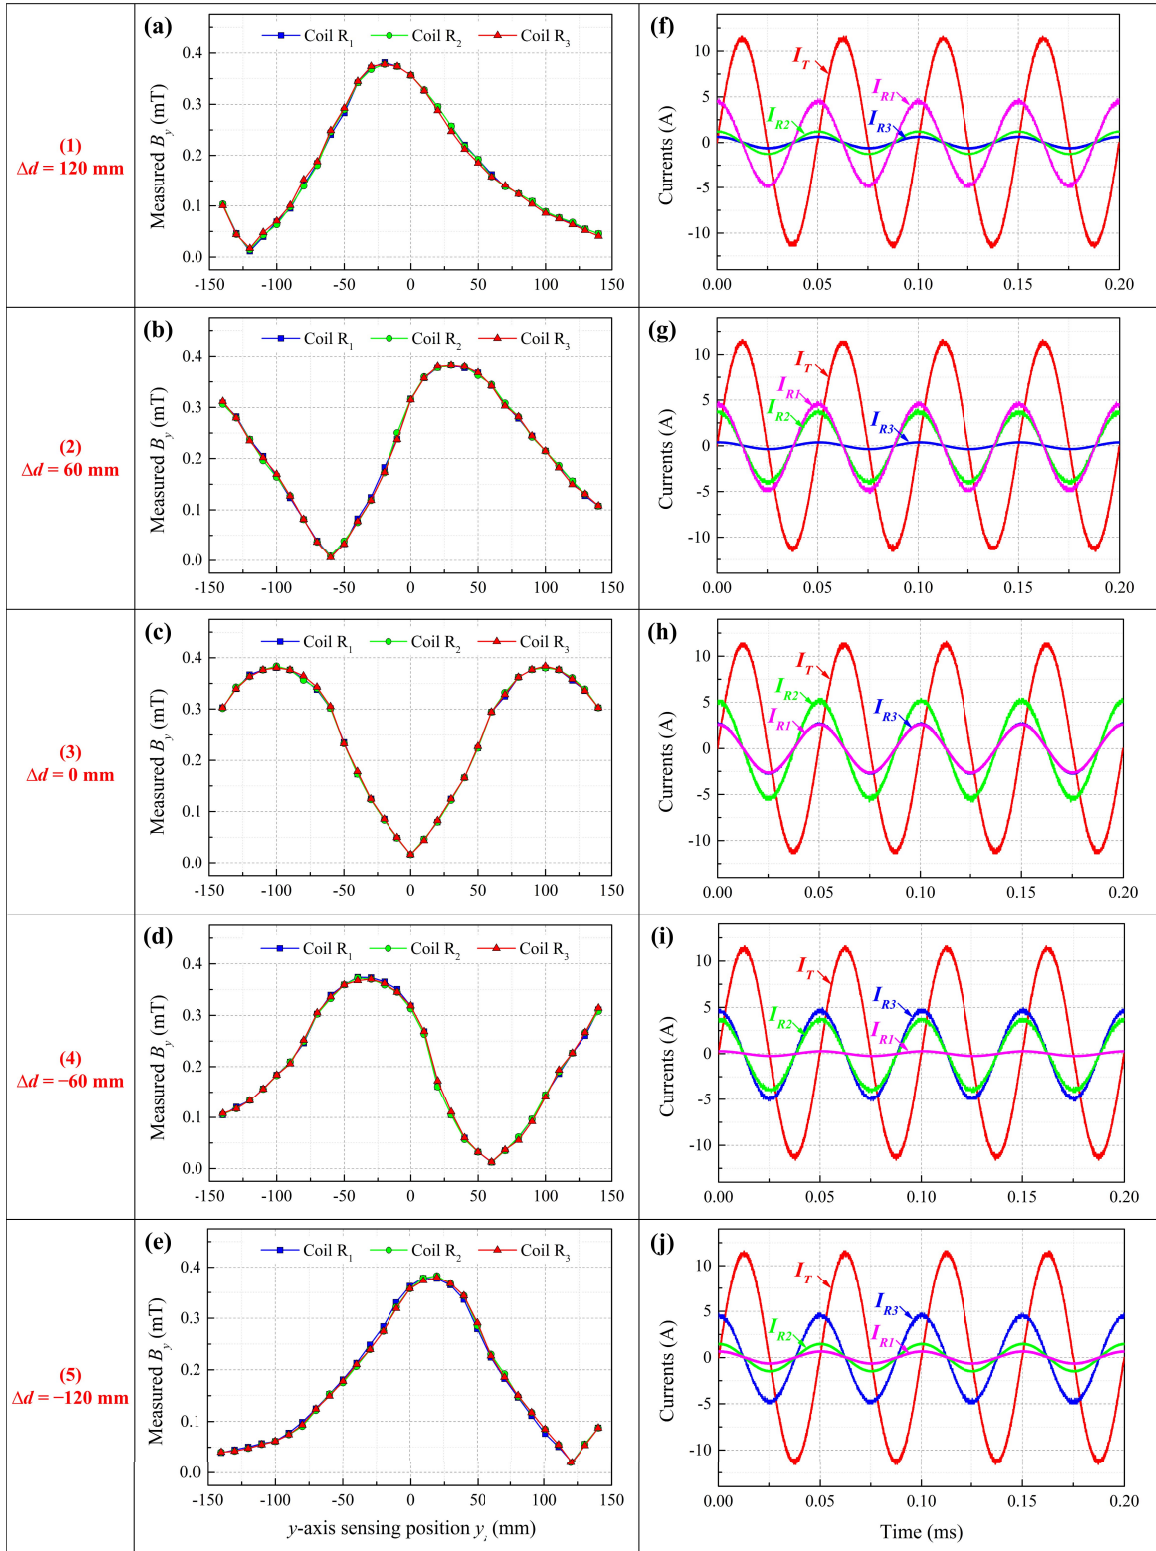 (1)
Δd = 120 mm
(a)
Coil R1 Coil R2 Coil R3
Measured By (mT)
0.4
0.3
0.2
0.1
0.0
-150 -100 -50 0 50 100 150
(f)
IT
IR1
IR2
IR3
Currents (A)
10
5
0
-5
-10
0.00 0.05 0.10 0.15 0.20
(2)
Δd = 60 mm
(b)
Coil R1 Coil R2 Coil R3
Measured By (mT)
0.4
0.3
0.2
0.1
0.0
-150 -100 -50 0 50 100 150
(g)
IT
IR1
IR2
IR3
Currents (A)
10
5
0
-5
-10
0.00 0.05 0.10 0.15 0.20
(3)
Δd = 0 mm
(c)
Coil R1 Coil R2 Coil R3
Measured By (mT)
0.4
0.3
0.2
0.1
0.0
-150 -100 -50 0 50 100 150
(h)
IT
IR2
IR1
IR3
Currents (A)
10
5
0
-5
-10
0.00 0.05 0.10 0.15 0.20
(4)
Δd = −60 mm
(d)
Coil R1 Coil R2 Coil R3
Measured By (mT)
0.4
0.3
0.2
0.1
0.0
-150 -100 -50 0 50 100 150
(i)
IT
IR3
IR2
IR1
Currents (A)
10
5
0
-5
-10
0.00 0.05 0.10 0.15 0.20
(5)
Δd = −120 mm
(e)
Coil R1 Coil R2 Coil R3
Measured By (mT)
0.4
0.3
0.2
0.1
0.0
-150 -100 -50 0 50 100 150
y-axis sensing position yi (mm)
(j)
IT
IR3
IR2
IR1
Currents (A)
10
5
0
-5
-10
0.00 0.05 0.10 0.15 0.20
Time (ms)